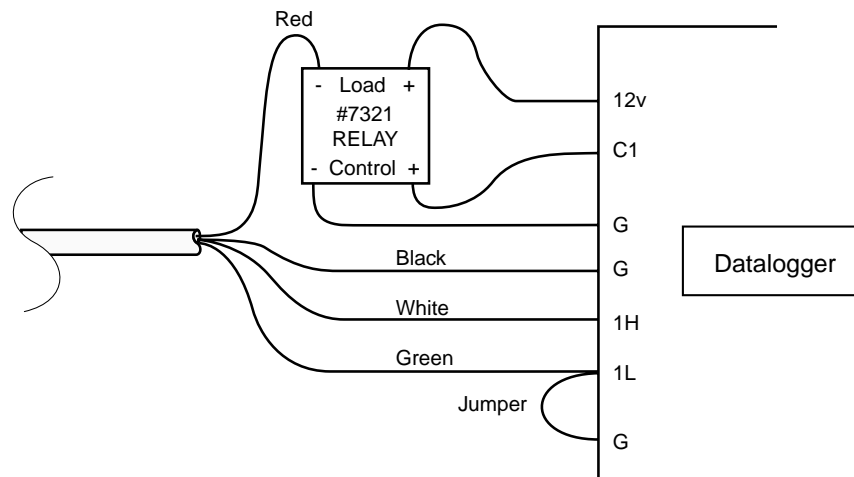 Red
- Load +
#7321
RELAY
- Control +
12v
C1
G
Black
G
White
1H
Green
1L
Jumper
G
Datalogger